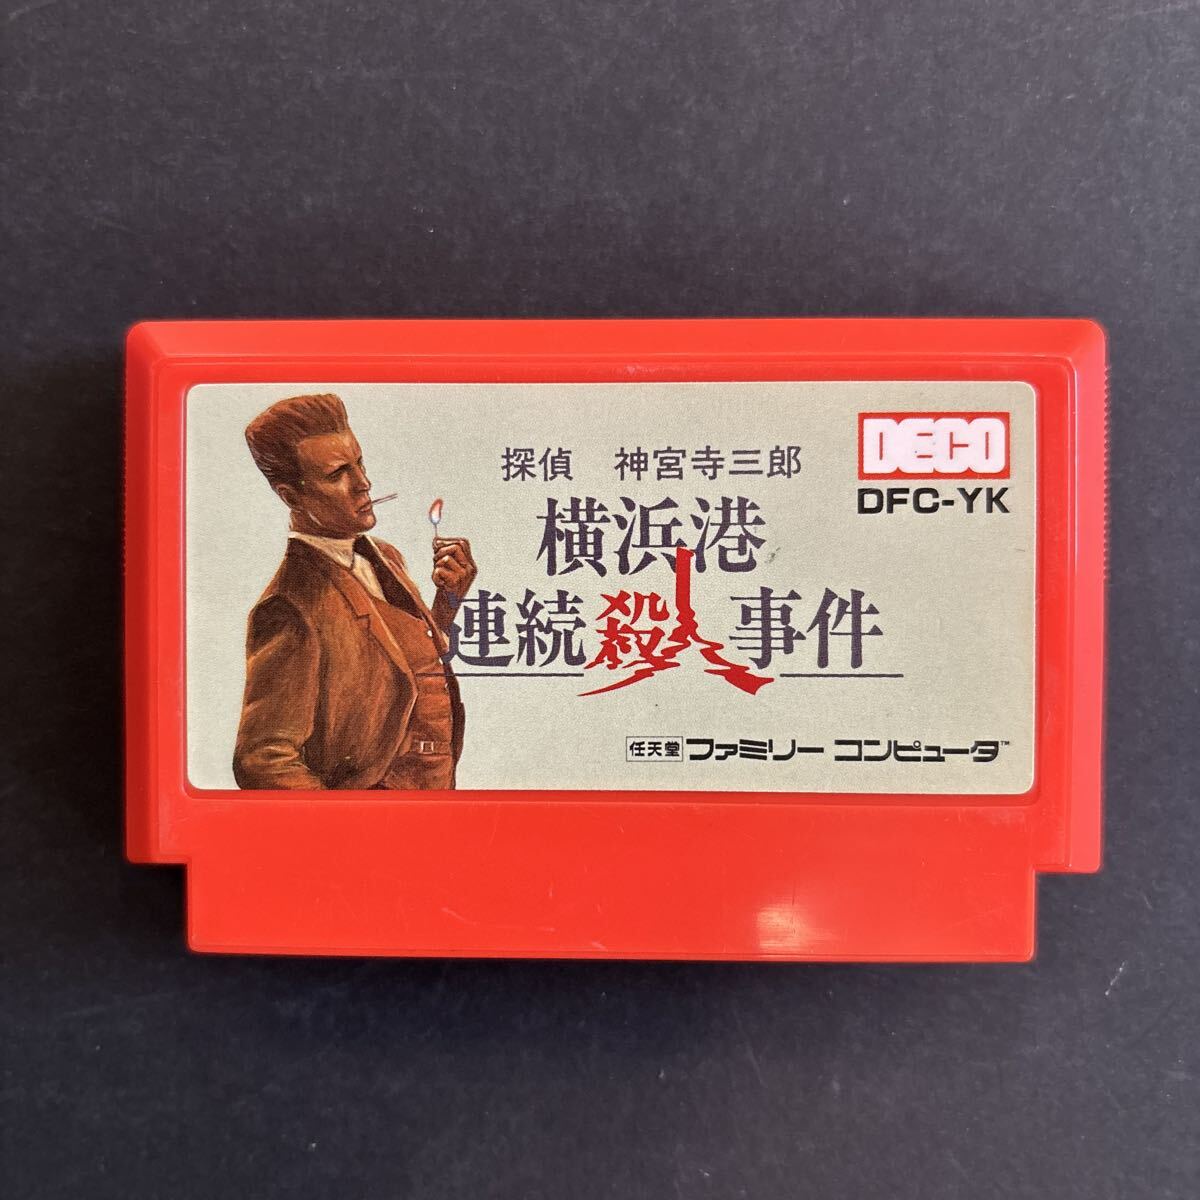 探偵 神宮寺三郎
横浜港
連続殺人事件
DECO
DFC-YK
任天堂 ファミリー コンピュータ™